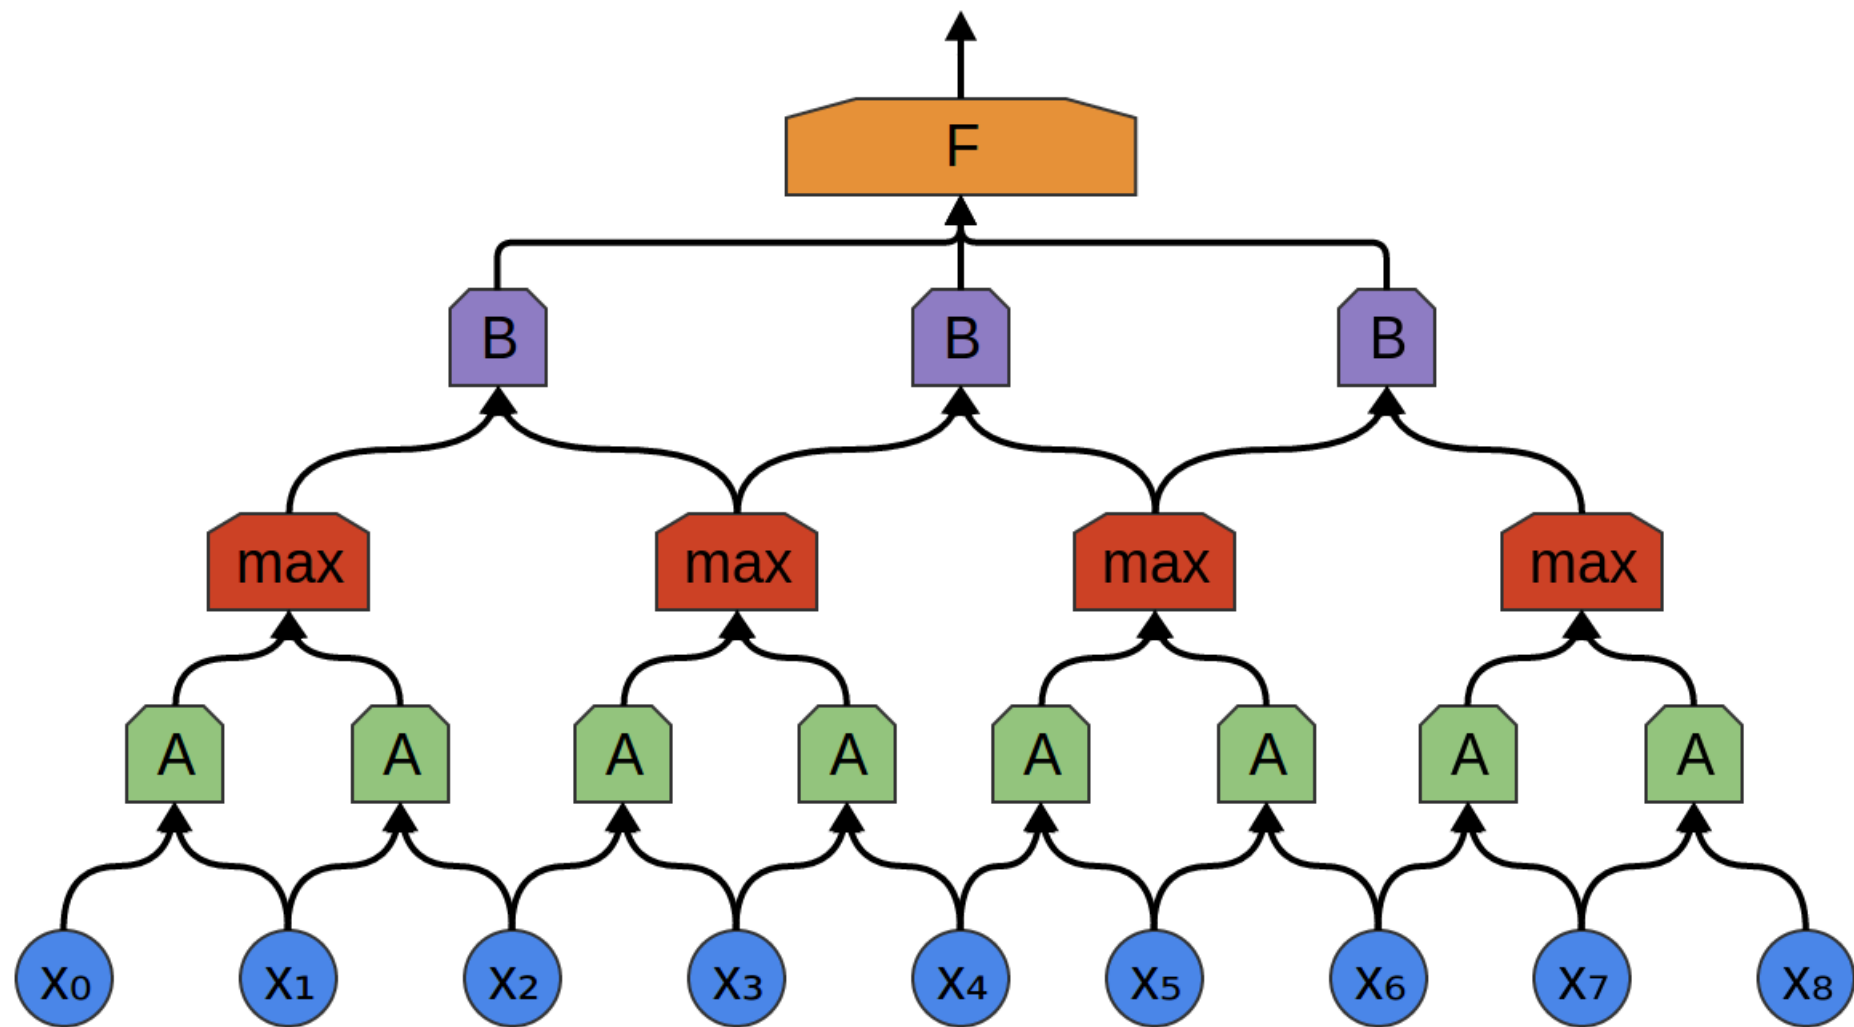 F
B B B
max max max max
A A A A A A A A
x₀ x₁ x₂ x₃ x₄ x₅ x₆ x₇ x₈